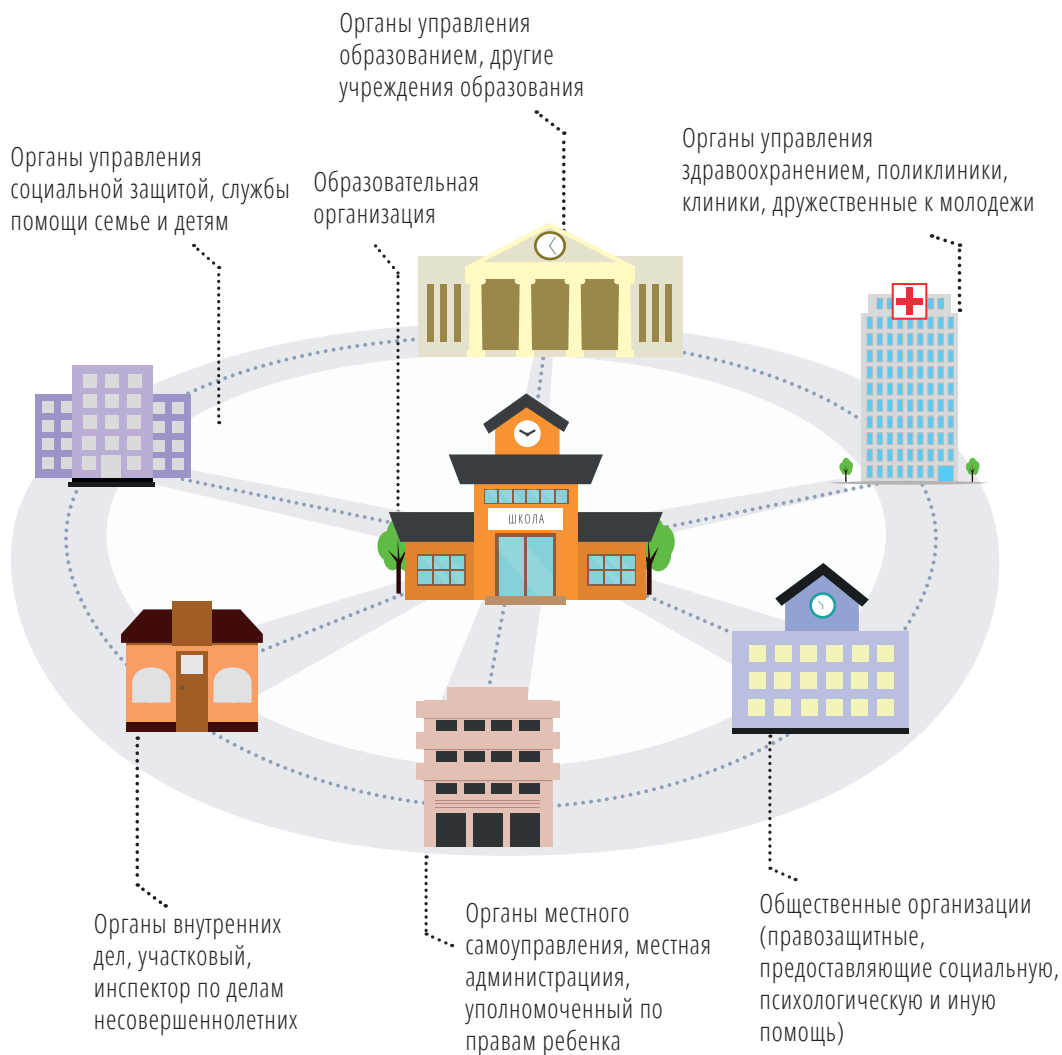 Органы управления
образованием, другие
учреждения образования
Органы управления
социальной защитой, службы
помощи семье и детям
Образовательная
организация
Органы управления
здравоохранением, поликлиники,
клиники, дружественные к молодежи
ШКОЛА
Органы внутренних
дел, участковый,
инспектор по делам
несовершеннолетних
Органы местного
самоуправления, местная
администрациия,
уполномоченный по
правам ребенка
Общественные организации
(правозащитные,
предоставляющие социальную,
психологическую и иную
помощь)